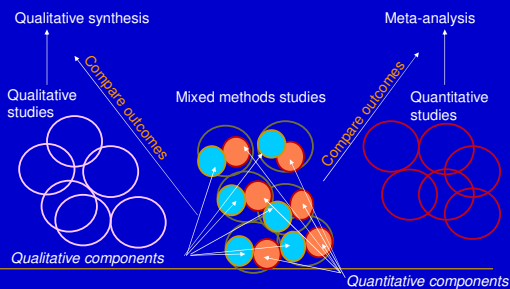 Qualitative synthesis
Meta-analysis
Compare outcomes
Compare outcomes
Qualitative
studies
Mixed methods studies
Quantitative
studies
Qualitative components
Quantitative components